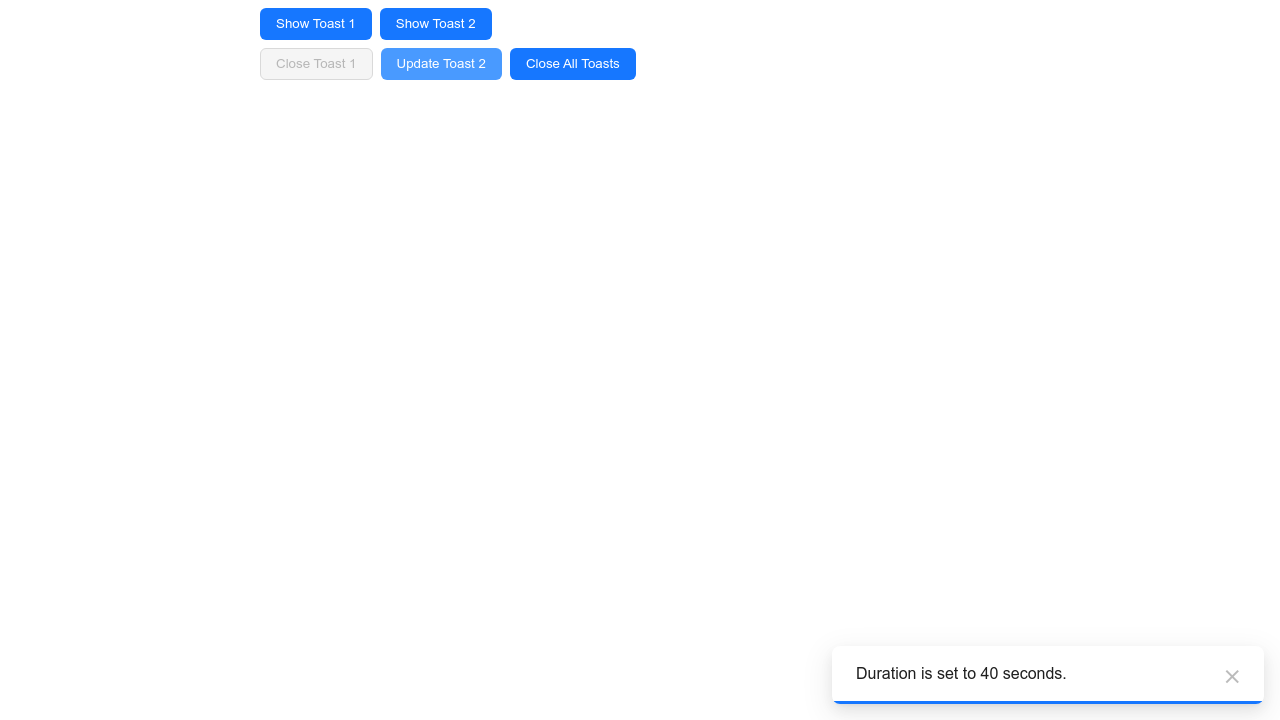 Show Toast 1
Show Toast 2
Close Toast 1
Update Toast 2
Close All Toasts
Duration is set to 40 seconds.